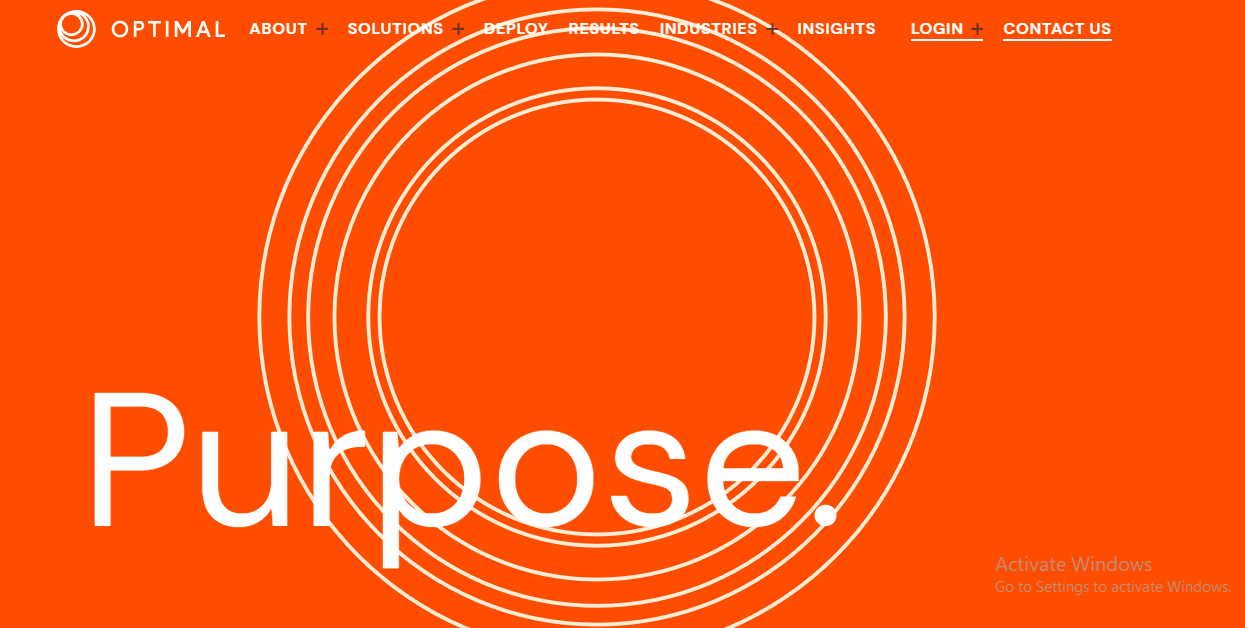 OPTIMAL ABOUT + SOLUTIONS + DEPLOY RESULTS INDUSTRIES + INSIGHTS LOGIN + CONTACT US
Purpose.
Activate Windows
Go to Settings to activate Windows.